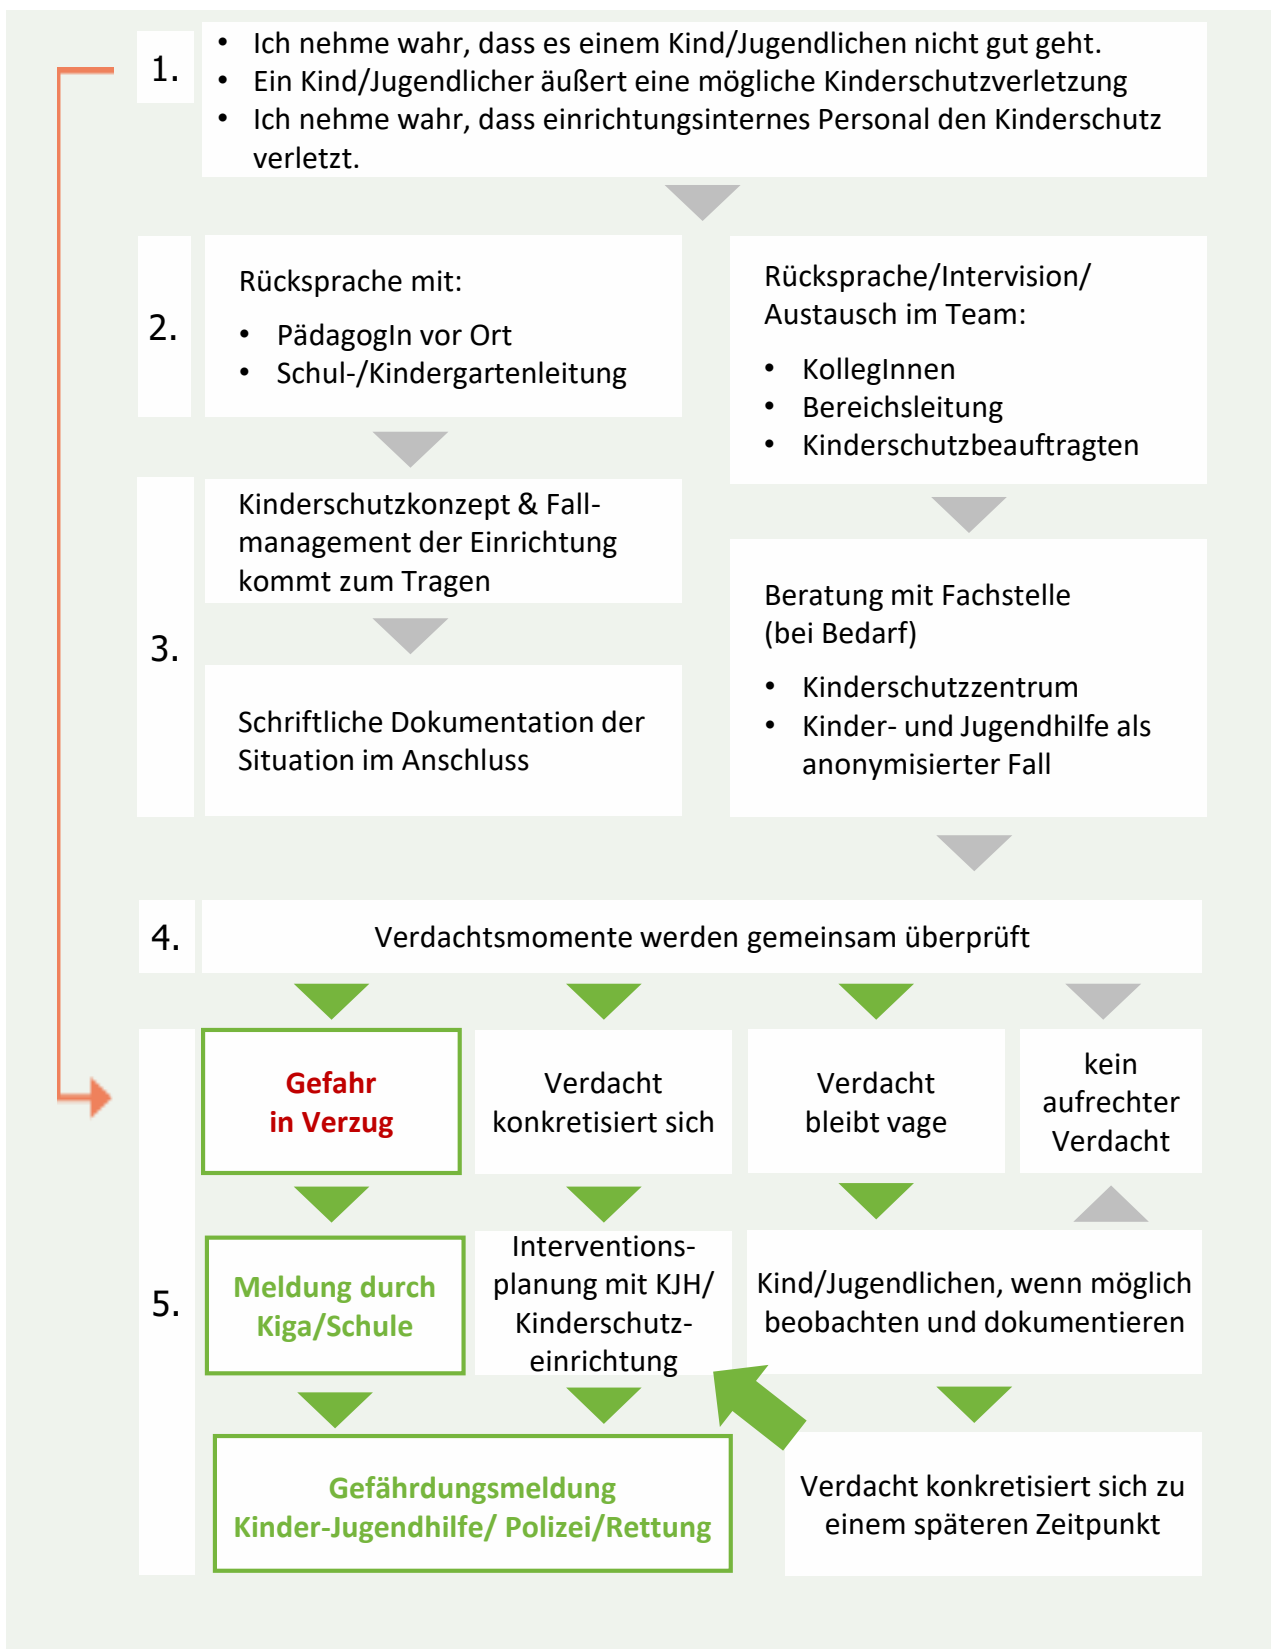 1.
• Ich nehme wahr, dass es einem Kind/Jugendlichen nicht gut geht.
• Ein Kind/Jugendlicher äußert eine mögliche Kinderschutzverletzung
• Ich nehme wahr, dass einrichtungsinternes Personal den Kinderschutz
verletzt.
2.
Rücksprache mit:
• PädagogIn vor Ort
• Schul-/Kindergartenleitung
Rücksprache/Intervision/
Austausch im Team:
• KollegInnen
• Bereichsleitung
• Kinderschutzbeauftragten
3.
Kinderschutzkonzept & Fall-
management der Einrichtung
kommt zum Tragen
Schriftliche Dokumentation der
Situation im Anschluss
Beratung mit Fachstelle
(bei Bedarf)
• Kinderschutzzentrum
• Kinder- und Jugendhilfe als
anonymisierter Fall
4.
Verdachtsmomente werden gemeinsam überprüft
5.
Gefahr
in Verzug
Verdacht
konkretisiert sich
Verdacht
bleibt vage
kein
aufrechter
Verdacht
Meldung durch
Kiga/Schule
Interventions-
planung mit KJH/
Kinderschutz-
einrichtung
Kind/Jugendlichen, wenn möglich
beobachten und dokumentieren
Gefährdungsmeldung
Kinder-Jugendhilfe/ Polizei/Rettung
Verdacht konkretisiert sich zu
einem späteren Zeitpunkt